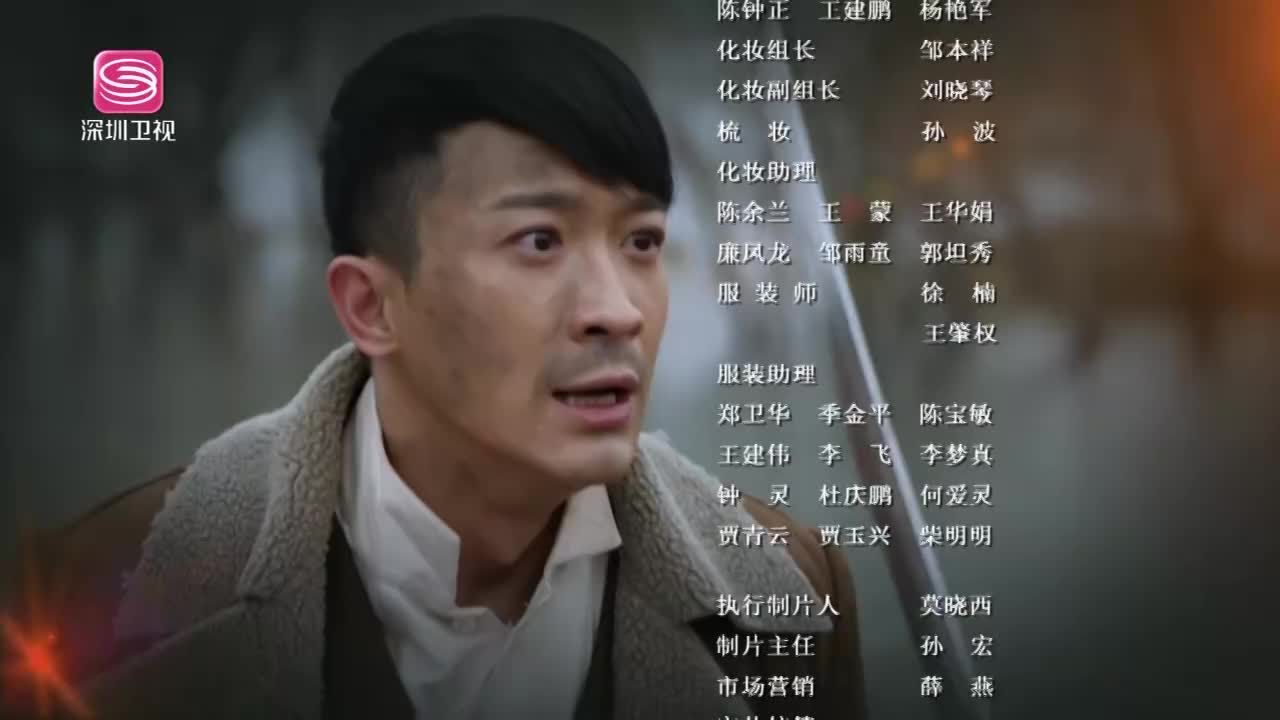 深圳卫视
陈钟正 王建鹏 杨艳军
化妆组长 邹本祥
化妆副组长 刘晓琴
梳 妆 孙 波
化妆助理
陈余兰 王 蒙 王华娟
廉凤龙 邹雨童 郭坦秀
服 装 师 徐 楠
王肇权
服装助理
郑卫华 季金平 陈宝敏
王建伟 李 飞 李梦真
钟 灵 杜庆鹏 何爱灵
贾青云 贾玉兴 柴明明
执行制片人 莫晓西
制片主任 孙 宏
市场营销 薛 燕